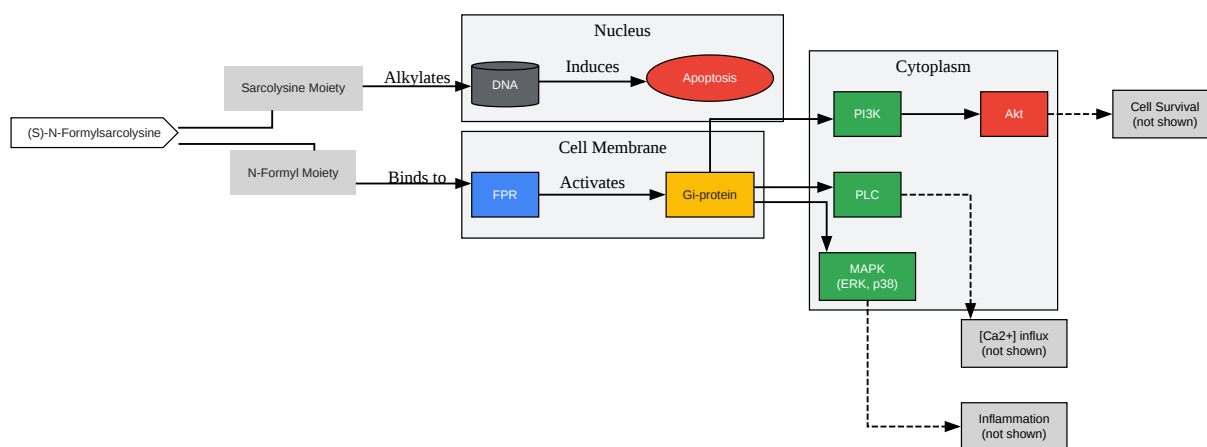 Nucleus
Sarcolysine Moiety
Alkylates
DNA
Induces
Apoptosis
(S)-N-Formylsarcolysine
N-Formyl Moiety
Binds to
Cell Membrane
FPR
Activates
Gi-protein
Cytoplasm
PI3K
Akt
Cell Survival
(not shown)
PLC
MAPK
(ERK, p38)
[Ca2+] influx
(not shown)
Inflammation
(not shown)